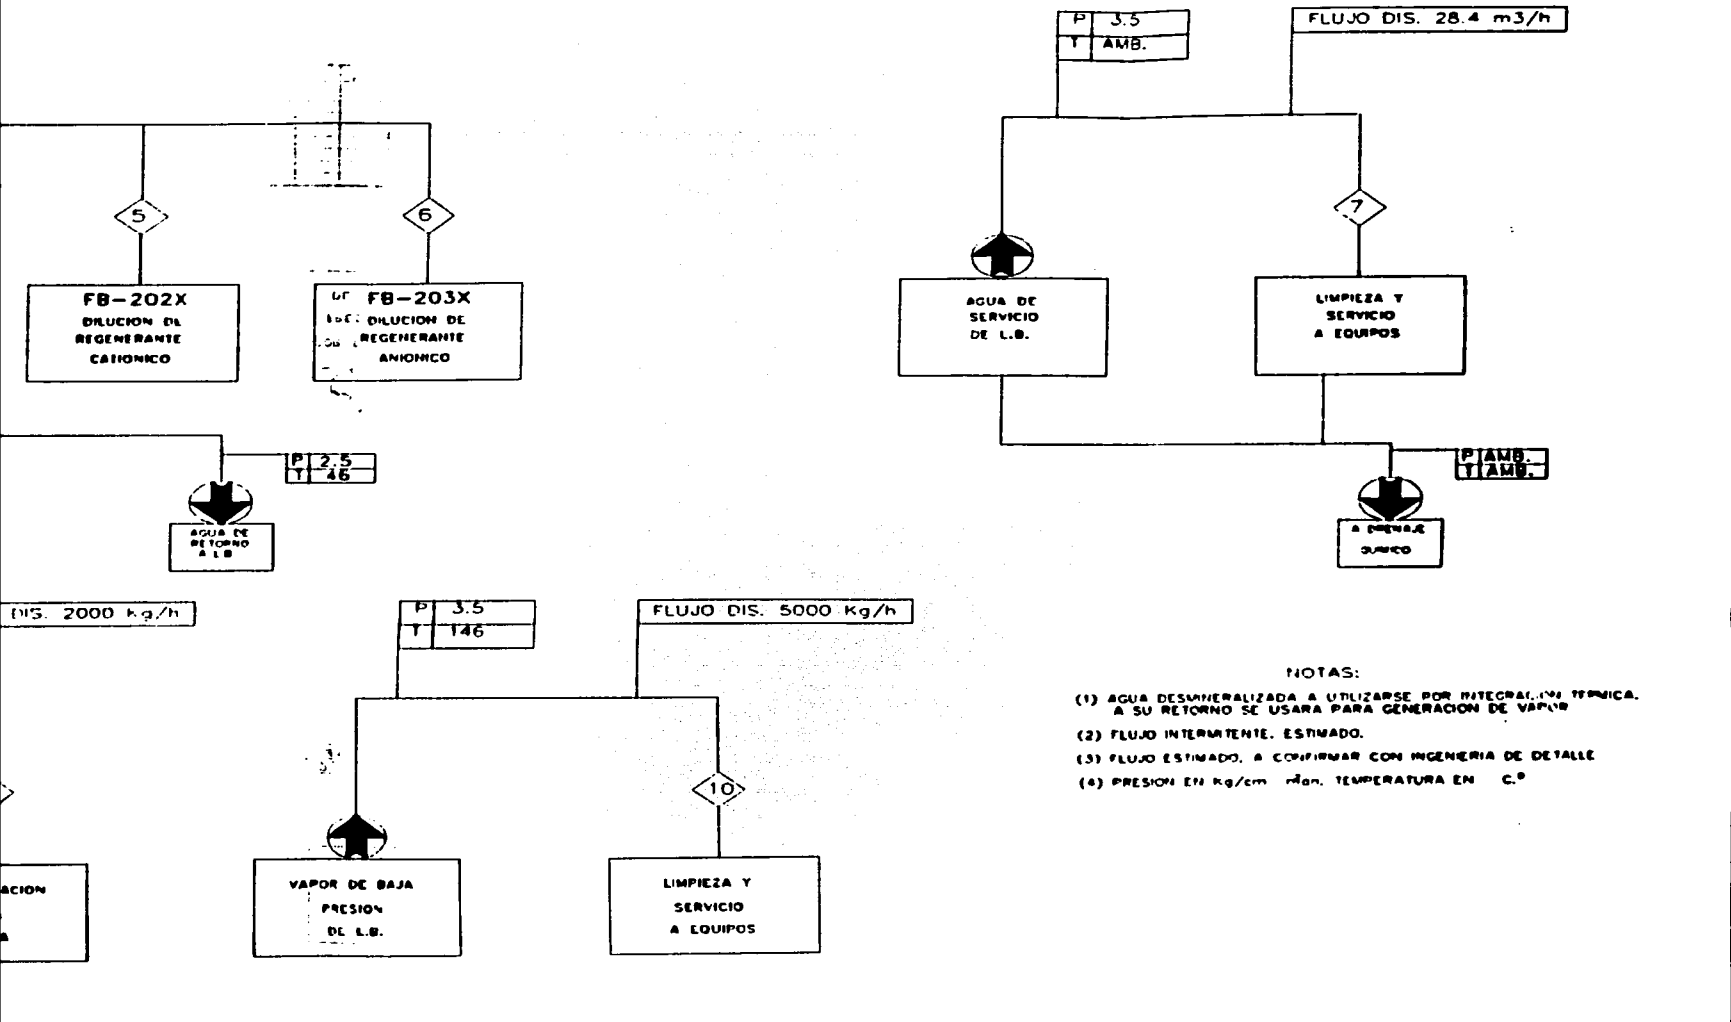 P 3.5
T AMB.
FLUJO DIS. 28.4 m3/h
5
6
7
FB-202X
DILUCION DE
REGENERANTE
CATIONICO
DE FB-203X
DILUCION DE
REGENERANTE
ANIONICO
AGUA DE
SERVICIO
DE L.B.
LIMPIEZA Y
SERVICIO
A EQUIPOS
P 2.5
T 46
AGUA DE
RETORNO
A L.B
P AMB.
T AMB.
A DRENAJE
QUIMICO
DIS. 2000 Kg/h
P 3.5
T 146
FLUJO DIS. 5000 Kg/h
10
ACION
A
VAPOR DE BAJA
PRESION
DE L.B.
LIMPIEZA Y
SERVICIO
A EQUIPOS
NOTAS:
(1) AGUA DESMINERALIZADA A UTILIZARSE POR INTEGRACION TERMICA.
A SU RETORNO SE USARA PARA GENERACION DE VAPOR
(2) FLUJO INTERMITENTE. ESTIMADO.
(3) FLUJO ESTIMADO, A CONFIRMAR CON INGENIERIA DE DETALLE
(4) PRESION EN Kg/cm man. TEMPERATURA EN C.º